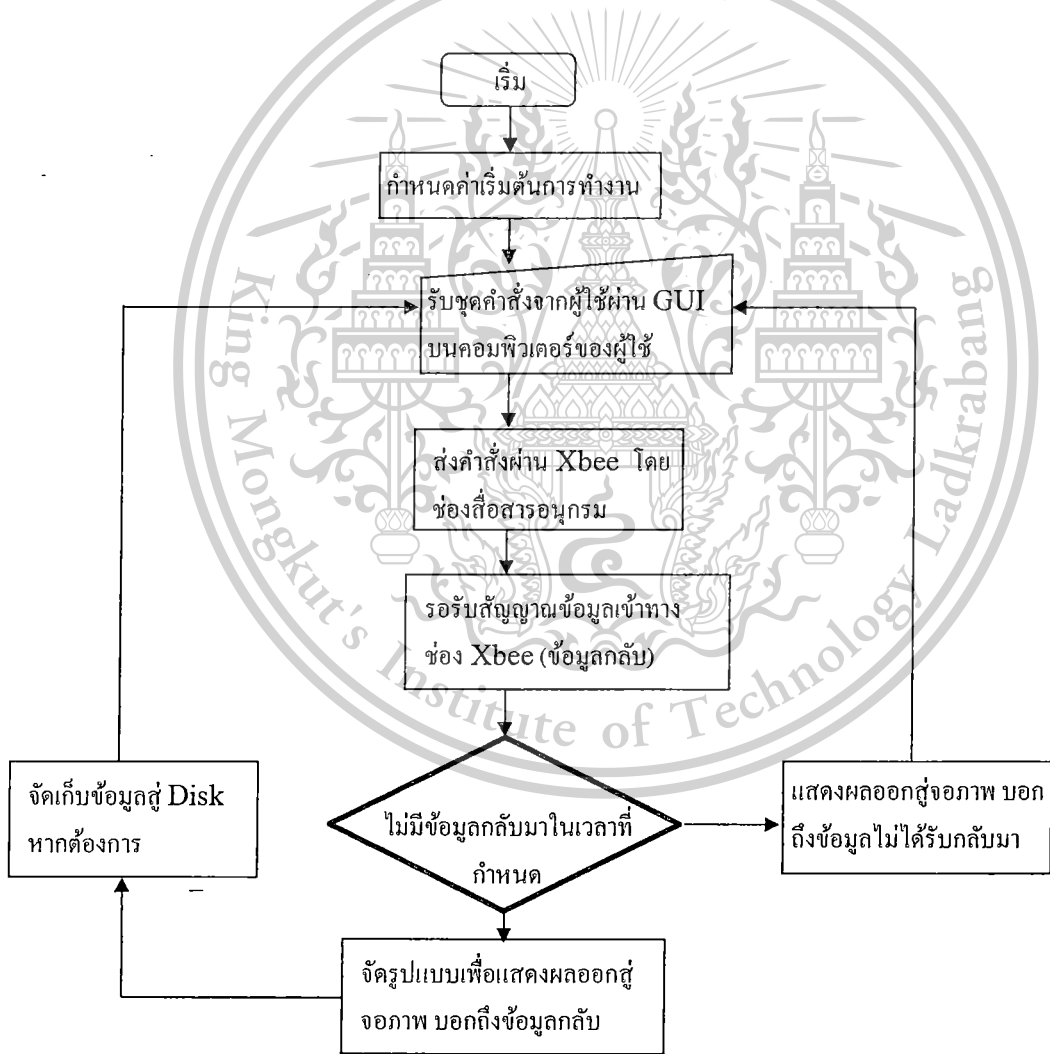 เริ่ม
กำหนดค่าเริ่มต้นการทำงาน
รับชุดคำสั่งจากผู้ใช้ผ่าน GUI
บนคอมพิวเตอร์ของผู้ใช้
ส่งคำสั่งผ่าน Xbee โดย
ช่องสื่อสารอนุกรม
รอรับสัญญาณข้อมูลเข้าทาง
ช่อง Xbee (ข้อมูลกลับ)
ไม่มีข้อมูลกลับมาในเวลาที่
กำหนด
แสดงผลออกสู่จอภาพ บอก
ถึงข้อมูลไม่ได้รับกลับมา
จัดรูปแบบเพื่อแสดงผลออกสู่
จอภาพ บอกถึงข้อมูลกลับ
จัดเก็บข้อมูลสู่ Disk
หากต้องการ
King Mongkut's Institute of Technology Ladkrabang